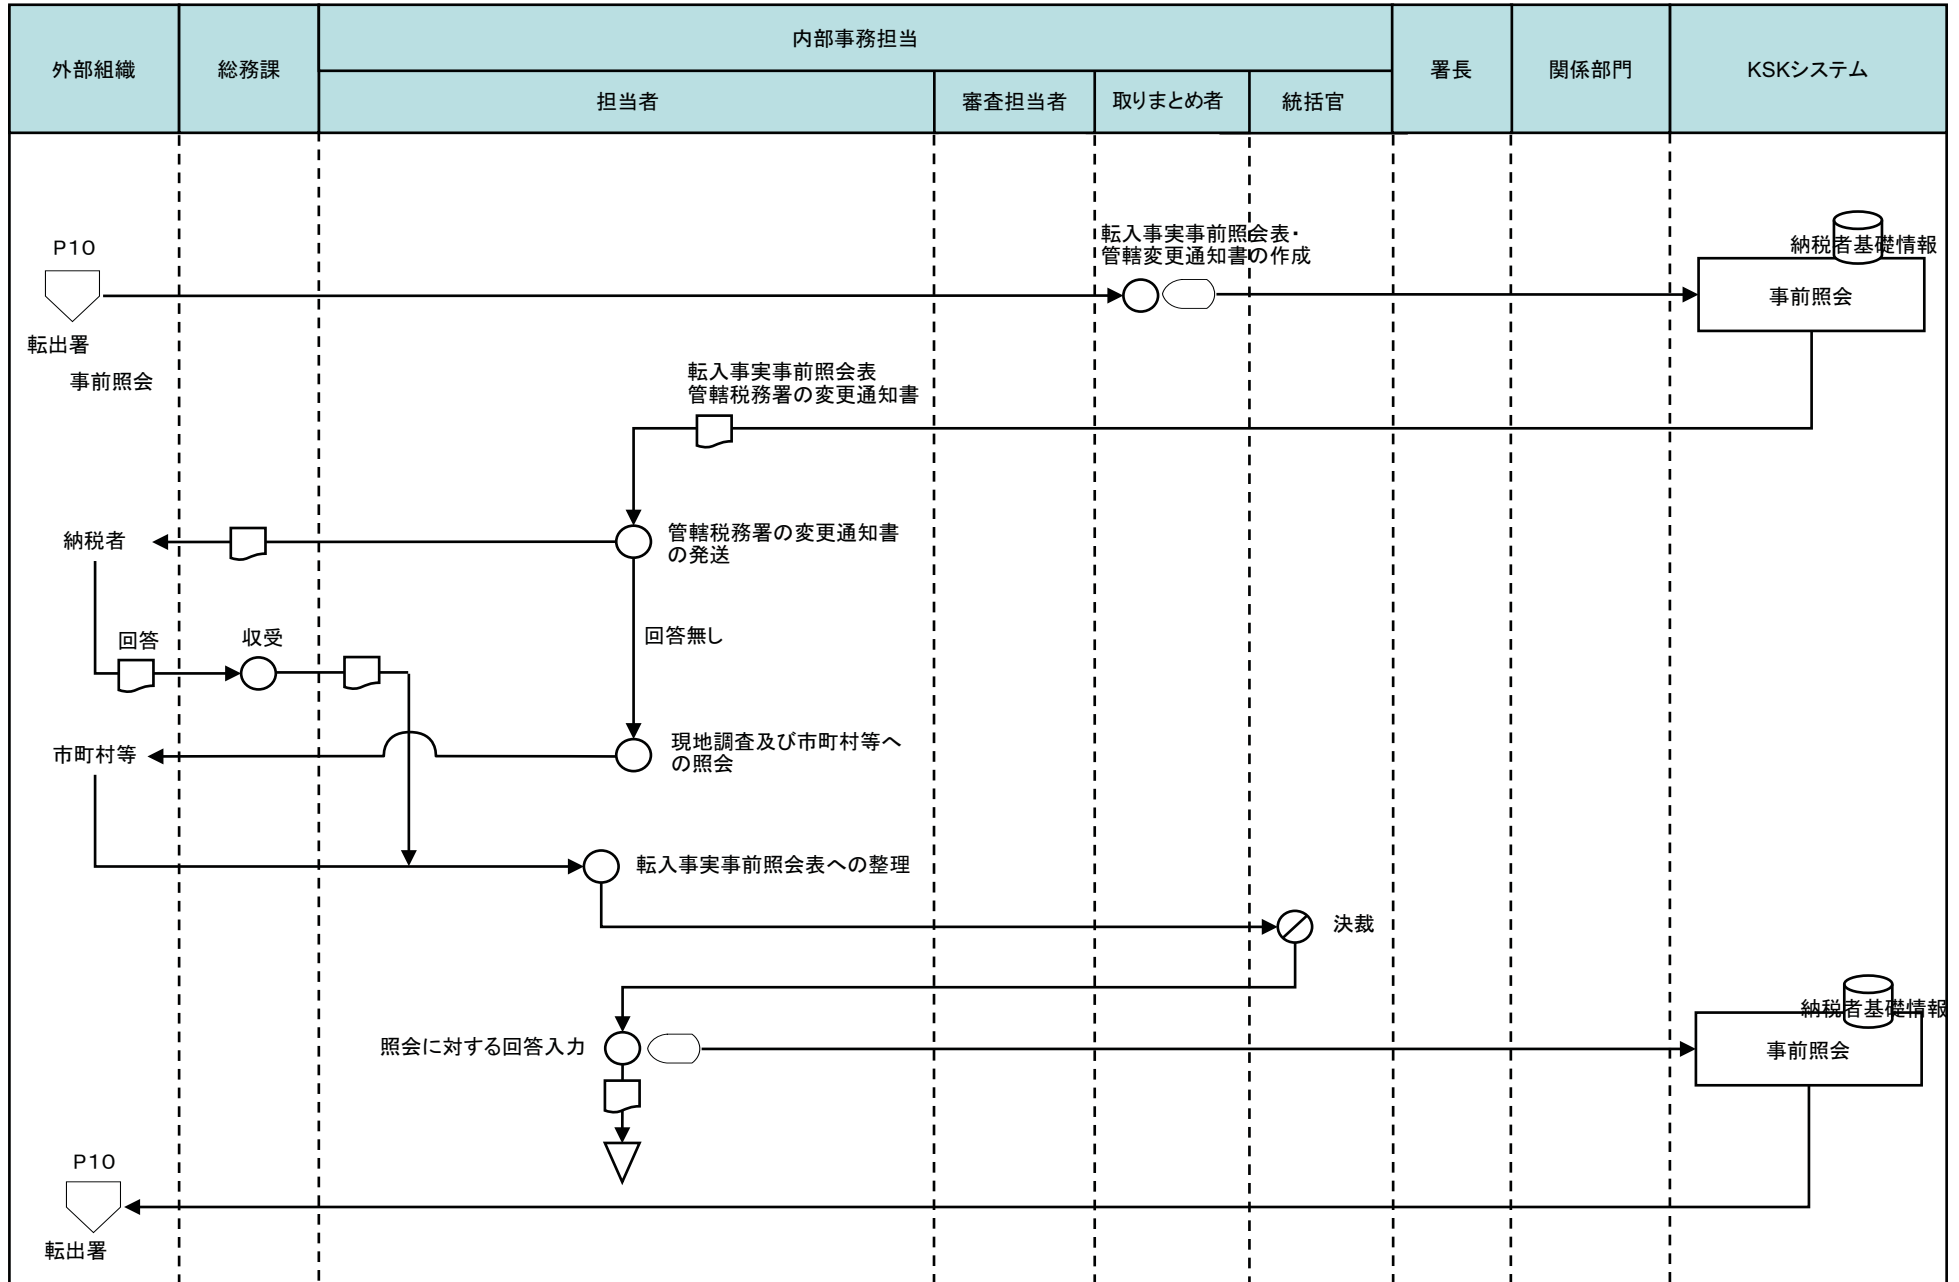 内部事務担当
外部組織
総務課
署長
関係部門
KSKシステム
担当者
審査担当者
取りまとめ者
統括官
P10
転入事実事前照会表・
管轄変更通知書の作成
納税者基礎情報
事前照会
転出署
事前照会
転入事実事前照会表
管轄税務署の変更通知書
納税者
管轄税務署の変更通知書
の発送
回答
収受
回答無し
市町村等
現地調査及び市町村等へ
の照会
転入事実事前照会表への整理
決裁
納税者基礎情報
照会に対する回答入力
事前照会
P10
転出署